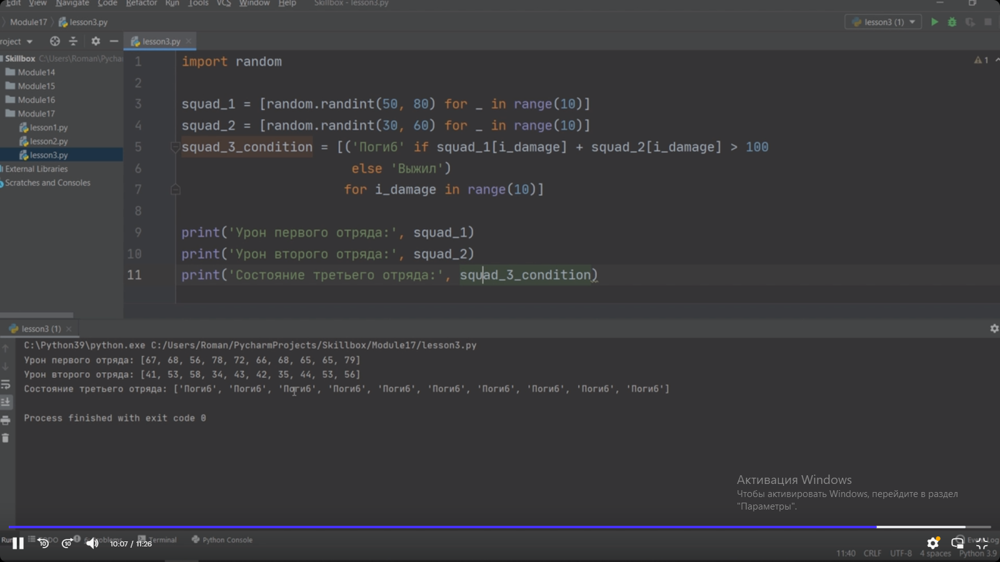 Edit View Navigate Code Refactor Run Tools VCS Window Help Skillbox - lesson3.py
Module17 lesson3.py lesson3 (1)
roject lesson3.py
Skillbox C:\Users\Roman\Pycha
Module14
Module15
Module16
Module17
lesson1.py
lesson2.py
lesson3.py
External Libraries
Scratches and Consoles
1 import random
2
3 squad_1 = [random.randint(50, 80) for _ in range(10)]
4 squad_2 = [random.randint(30, 60) for _ in range(10)]
5 squad_3_condition = [('Погиб' if squad_1[i_damage] + squad_2[i_damage] > 100
6 else 'Выжил')
7 for i_damage in range(10)]
8
9 print('Урон первого отряда:', squad_1)
10 print('Урон второго отряда:', squad_2)
11 print('Состояние третьего отряда:', squad_3_condition)
1
lesson3 (1)
C:\Python39\python.exe C:/Users/Roman/PycharmProjects/Skillbox/Module17/lesson3.py
Урон первого отряда: [67, 68, 56, 78, 72, 66, 68, 65, 65, 79]
Урон второго отряда: [41, 53, 58, 34, 43, 42, 35, 44, 53, 56]
Состояние третьего отряда: ['Погиб', 'Погиб', 'Погиб', 'Погиб', 'Погиб', 'Погиб', 'Погиб', 'Погиб', 'Погиб', 'Погиб']
Process finished with exit code 0
Активация Windows
Чтобы активировать Windows, перейдите в раздел
"Параметры".
Run TODO 6: Problems Terminal Python Console Event Log
10 10 10:07 / 11:26
11:40 CRLF UTF-8 4 spaces Python 3.9